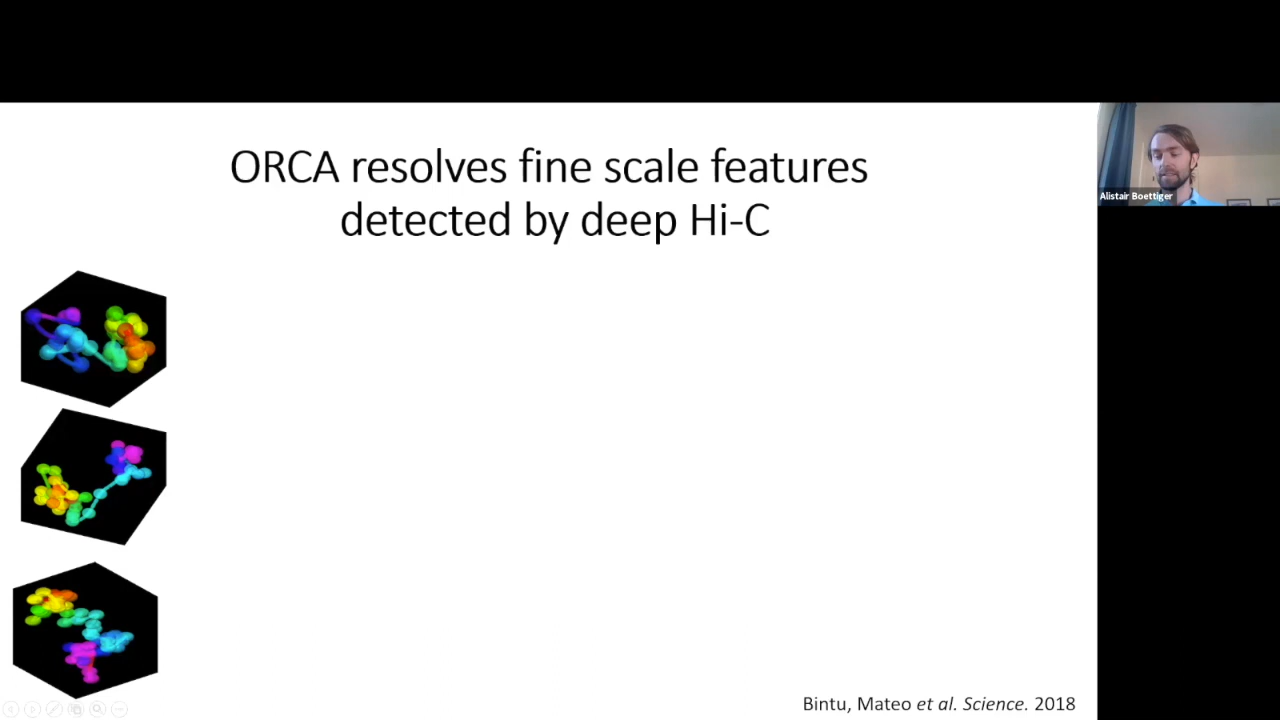 ORCA resolves fine scale features
detected by deep Hi-C
Alistair Boettiger
Bintu, Mateo et al. Science. 2018